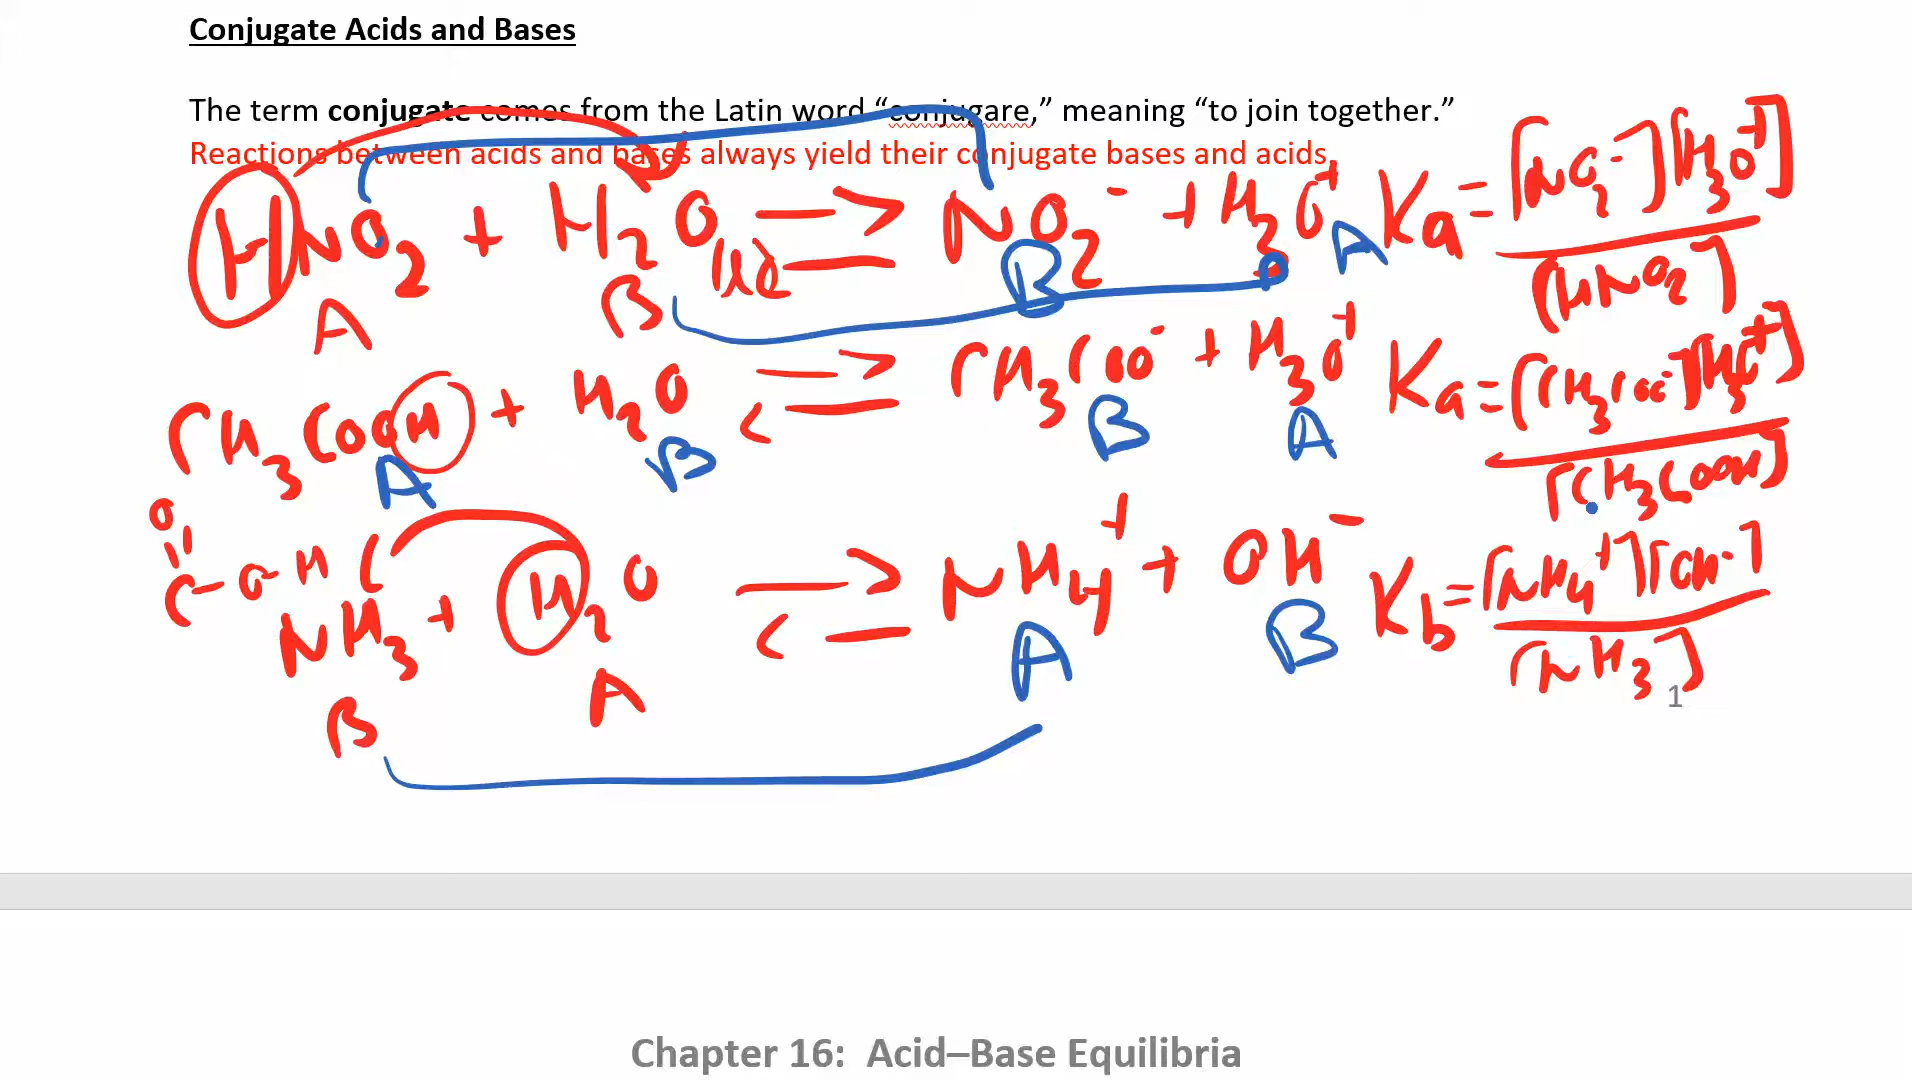 Conjugate Acids and Bases
The term conjugate comes from the Latin word “conjugare,” meaning “to join together.”
Reactions between acids and bases always yield their conjugate bases and acids.
HNO2 + H2O ⇌ NO2⁻ + H3O⁺ Ka = [NO2⁻][H3O⁺] / [HNO2]
A B B A
CH3COOH + H2O ⇌ CH3COO⁻ + H3O⁺ Ka = [CH3COO⁻][H3O⁺] / [CH3COOH]
A B B A
O
C-O-H
NH3 + H2O ⇌ NH4⁺ + OH⁻ Kb = [NH4⁺][OH⁻] / [NH3]
B A A B
1
Chapter 16: Acid–Base Equilibria